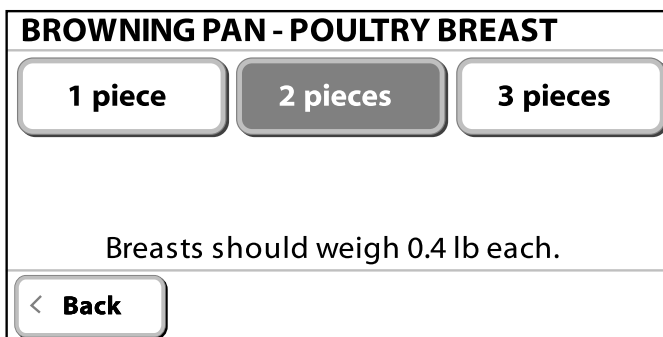 BROWNING PAN - POULTRY BREAST
1 piece 2 pieces 3 pieces
Breasts should weigh 0.4 lb each.
< Back